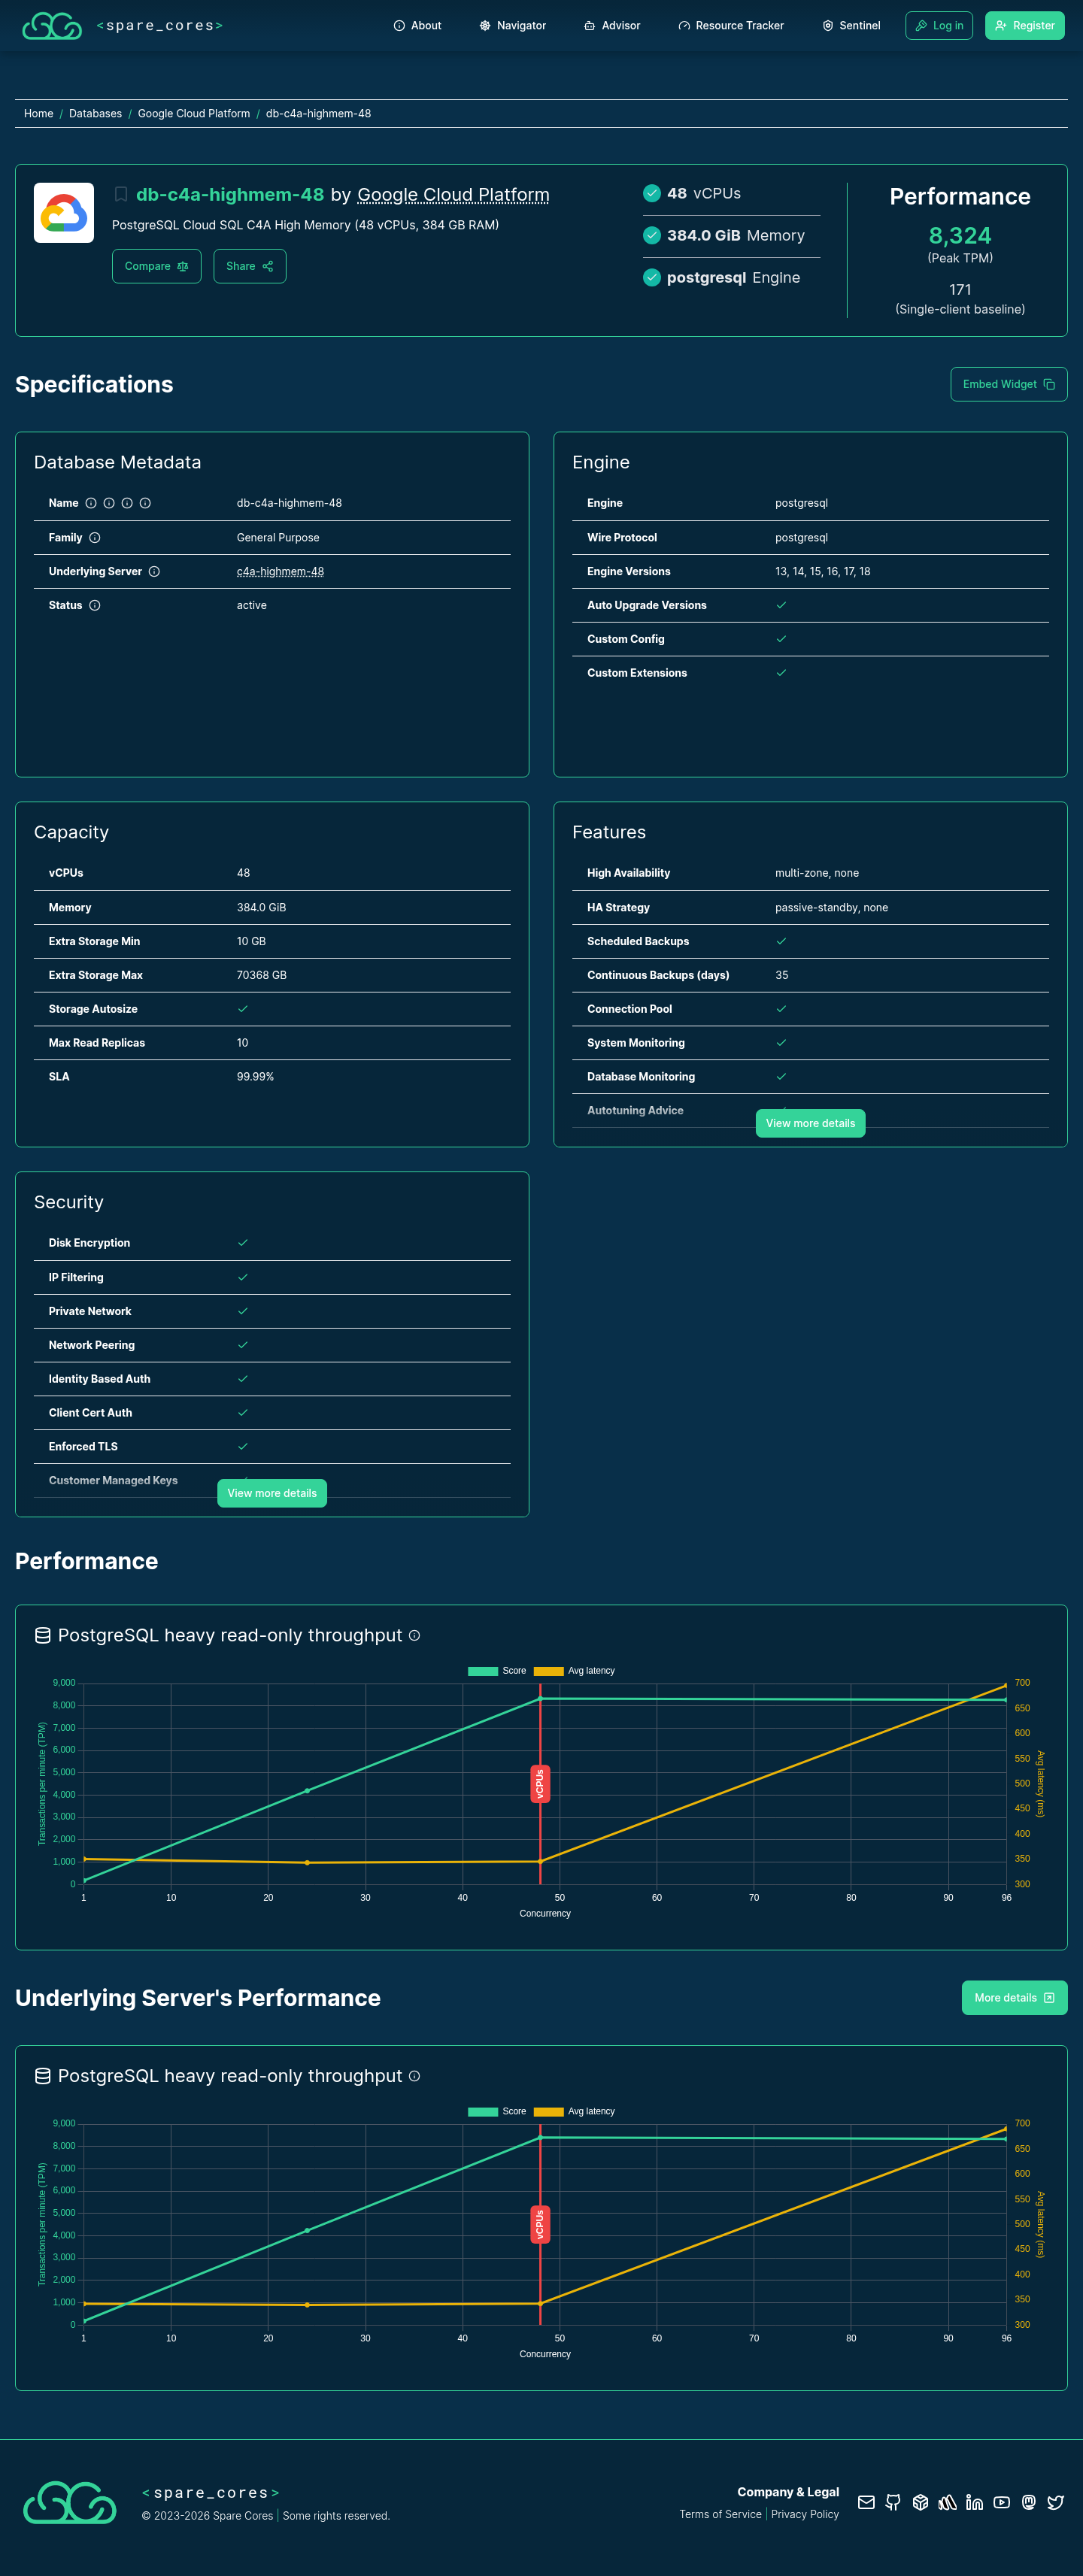 <spare_cores>
About
Navigator
Advisor
Resource Tracker
Sentinel
Log in
Register
Home / Databases / Google Cloud Platform / db-c4a-highmem-48
db-c4a-highmem-48 by Google Cloud Platform
PostgreSQL Cloud SQL C4A High Memory (48 vCPUs, 384 GB RAM)
Compare
Share
48 vCPUs
384.0 GiB Memory
postgresql Engine
Performance
8,324
(Peak TPM)
171
(Single-client baseline)
Specifications
Embed Widget
Database Metadata
Name db-c4a-highmem-48
Family General Purpose
Underlying Server c4a-highmem-48
Status active
Engine
Engine postgresql
Wire Protocol postgresql
Engine Versions 13, 14, 15, 16, 17, 18
Auto Upgrade Versions
Custom Config
Custom Extensions
Capacity
vCPUs 48
Memory 384.0 GiB
Extra Storage Min 10 GB
Extra Storage Max 70368 GB
Storage Autosize
Max Read Replicas 10
SLA 99.99%
Features
High Availability multi-zone, none
HA Strategy passive-standby, none
Scheduled Backups
Continuous Backups (days) 35
Connection Pool
System Monitoring
Database Monitoring
Autotuning Advice
View more details
Security
Disk Encryption
IP Filtering
Private Network
Network Peering
Identity Based Auth
Client Cert Auth
Enforced TLS
Customer Managed Keys
View more details
Performance
PostgreSQL heavy read-only throughput
Score Avg latency
Transactions per minute (TPM)
9,000
8,000
7,000
6,000
5,000
4,000
3,000
2,000
1,000
0
vCPUs
700
650
600
550
500
450
400
350
300
Avg latency (ms)
1 10 20 30 40 50 60 70 80 90 96
Concurrency
Underlying Server's Performance
More details
PostgreSQL heavy read-only throughput
Score Avg latency
Transactions per minute (TPM)
9,000
8,000
7,000
6,000
5,000
4,000
3,000
2,000
1,000
0
vCPUs
700
650
600
550
500
450
400
350
300
Avg latency (ms)
1 10 20 30 40 50 60 70 80 90 96
Concurrency
<spare_cores>
© 2023-2026 Spare Cores | Some rights reserved.
Company & Legal
Terms of Service | Privacy Policy